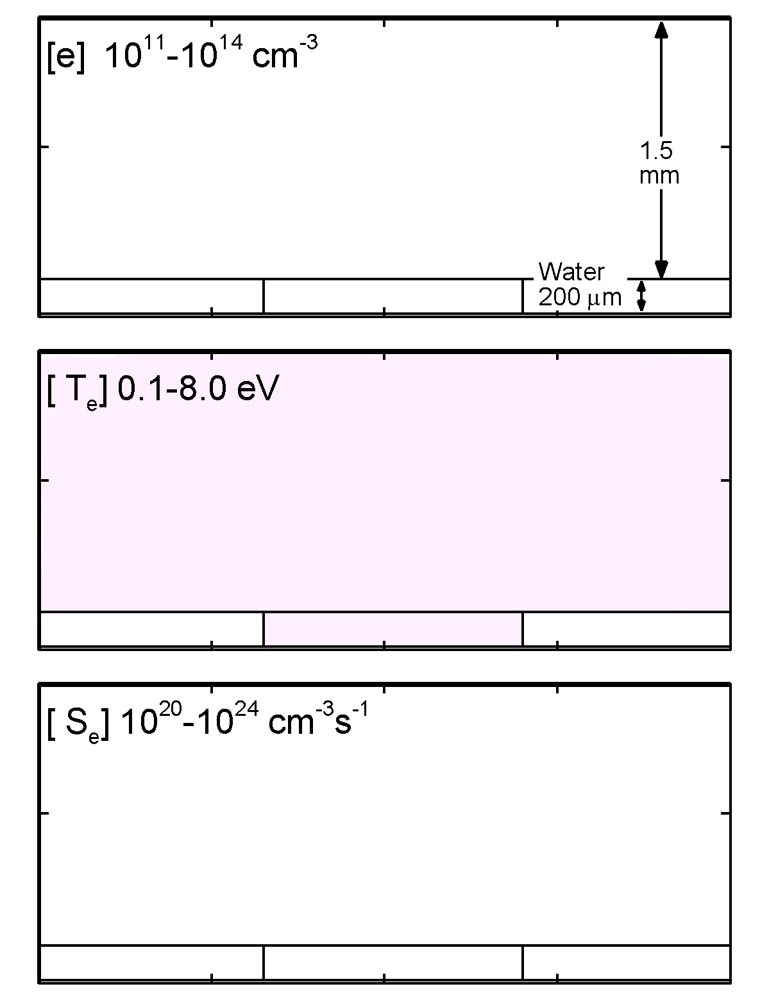 [e] 10¹¹-10¹⁴ cm⁻³
1.5
mm
Water
200 μm
[ Tₑ] 0.1-8.0 eV
[ Sₑ] 10²⁰-10²⁴ cm⁻³s⁻¹